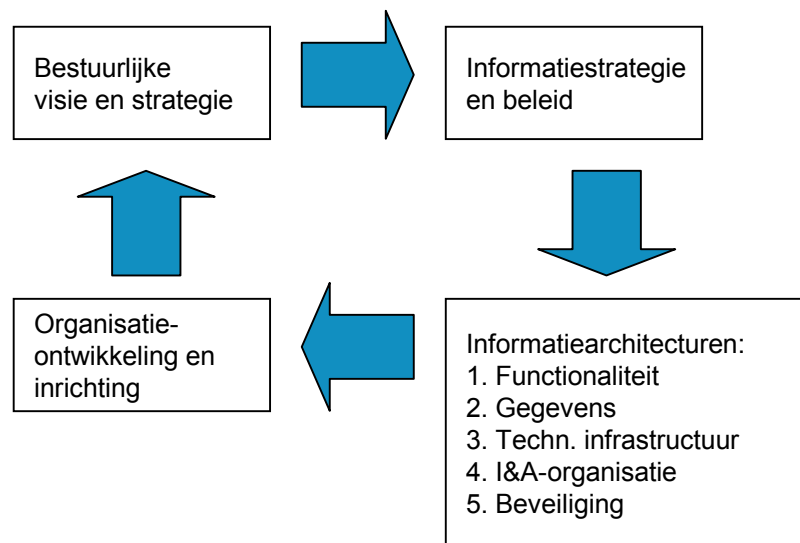 Bestuurlijke
visie en strategie
Informatiestrategie
en beleid
Organisatie-
ontwikkeling en
inrichting
Informatiearchitecturen:
1. Functionaliteit
2. Gegevens
3. Techn. infrastructuur
4. I&A-organisatie
5. Beveiliging